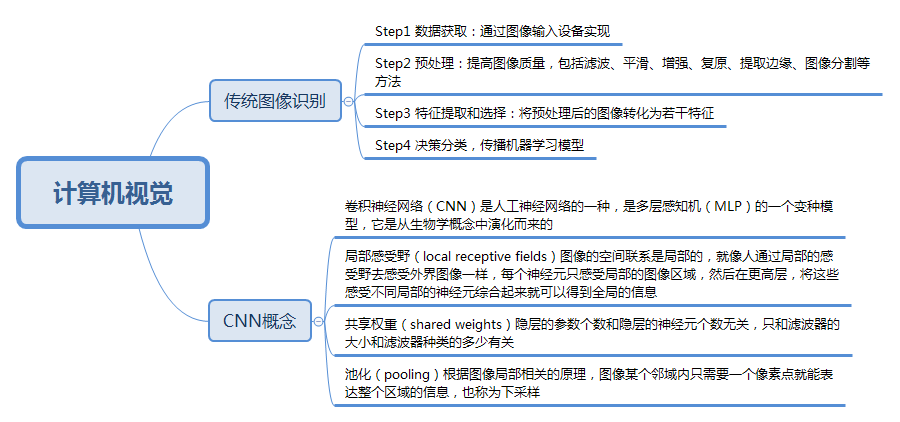 计算机视觉
传统图像识别
Step1 数据获取：通过图像输入设备实现
Step2 预处理：提高图像质量，包括滤波、平滑、增强、复原、提取边缘、图像分割等
方法
Step3 特征提取和选择：将预处理后的图像转化为若干特征
Step4 决策分类，传播机器学习模型
CNN概念
卷积神经网络（CNN）是人工神经网络的一种，是多层感知机（MLP）的一个变种模
型，它是从生物学概念中演化而来的
局部感受野（local receptive fields）图像的空间联系是局部的，就像人通过局部的感
受野去感受外界图像一样，每个神经元只感受局部的图像区域，然后在更高层，将这些
感受不同局部的神经元综合起来就可以得到全局的信息
共享权重（shared weights）隐层的参数个数和隐层的神经元个数无关，只和滤波器的
大小和滤波器种类的多少有关
池化（pooling）根据图像局部相关的原理，图像某个邻域内只需要一个像素点就能表
达整个区域的信息，也称为下采样